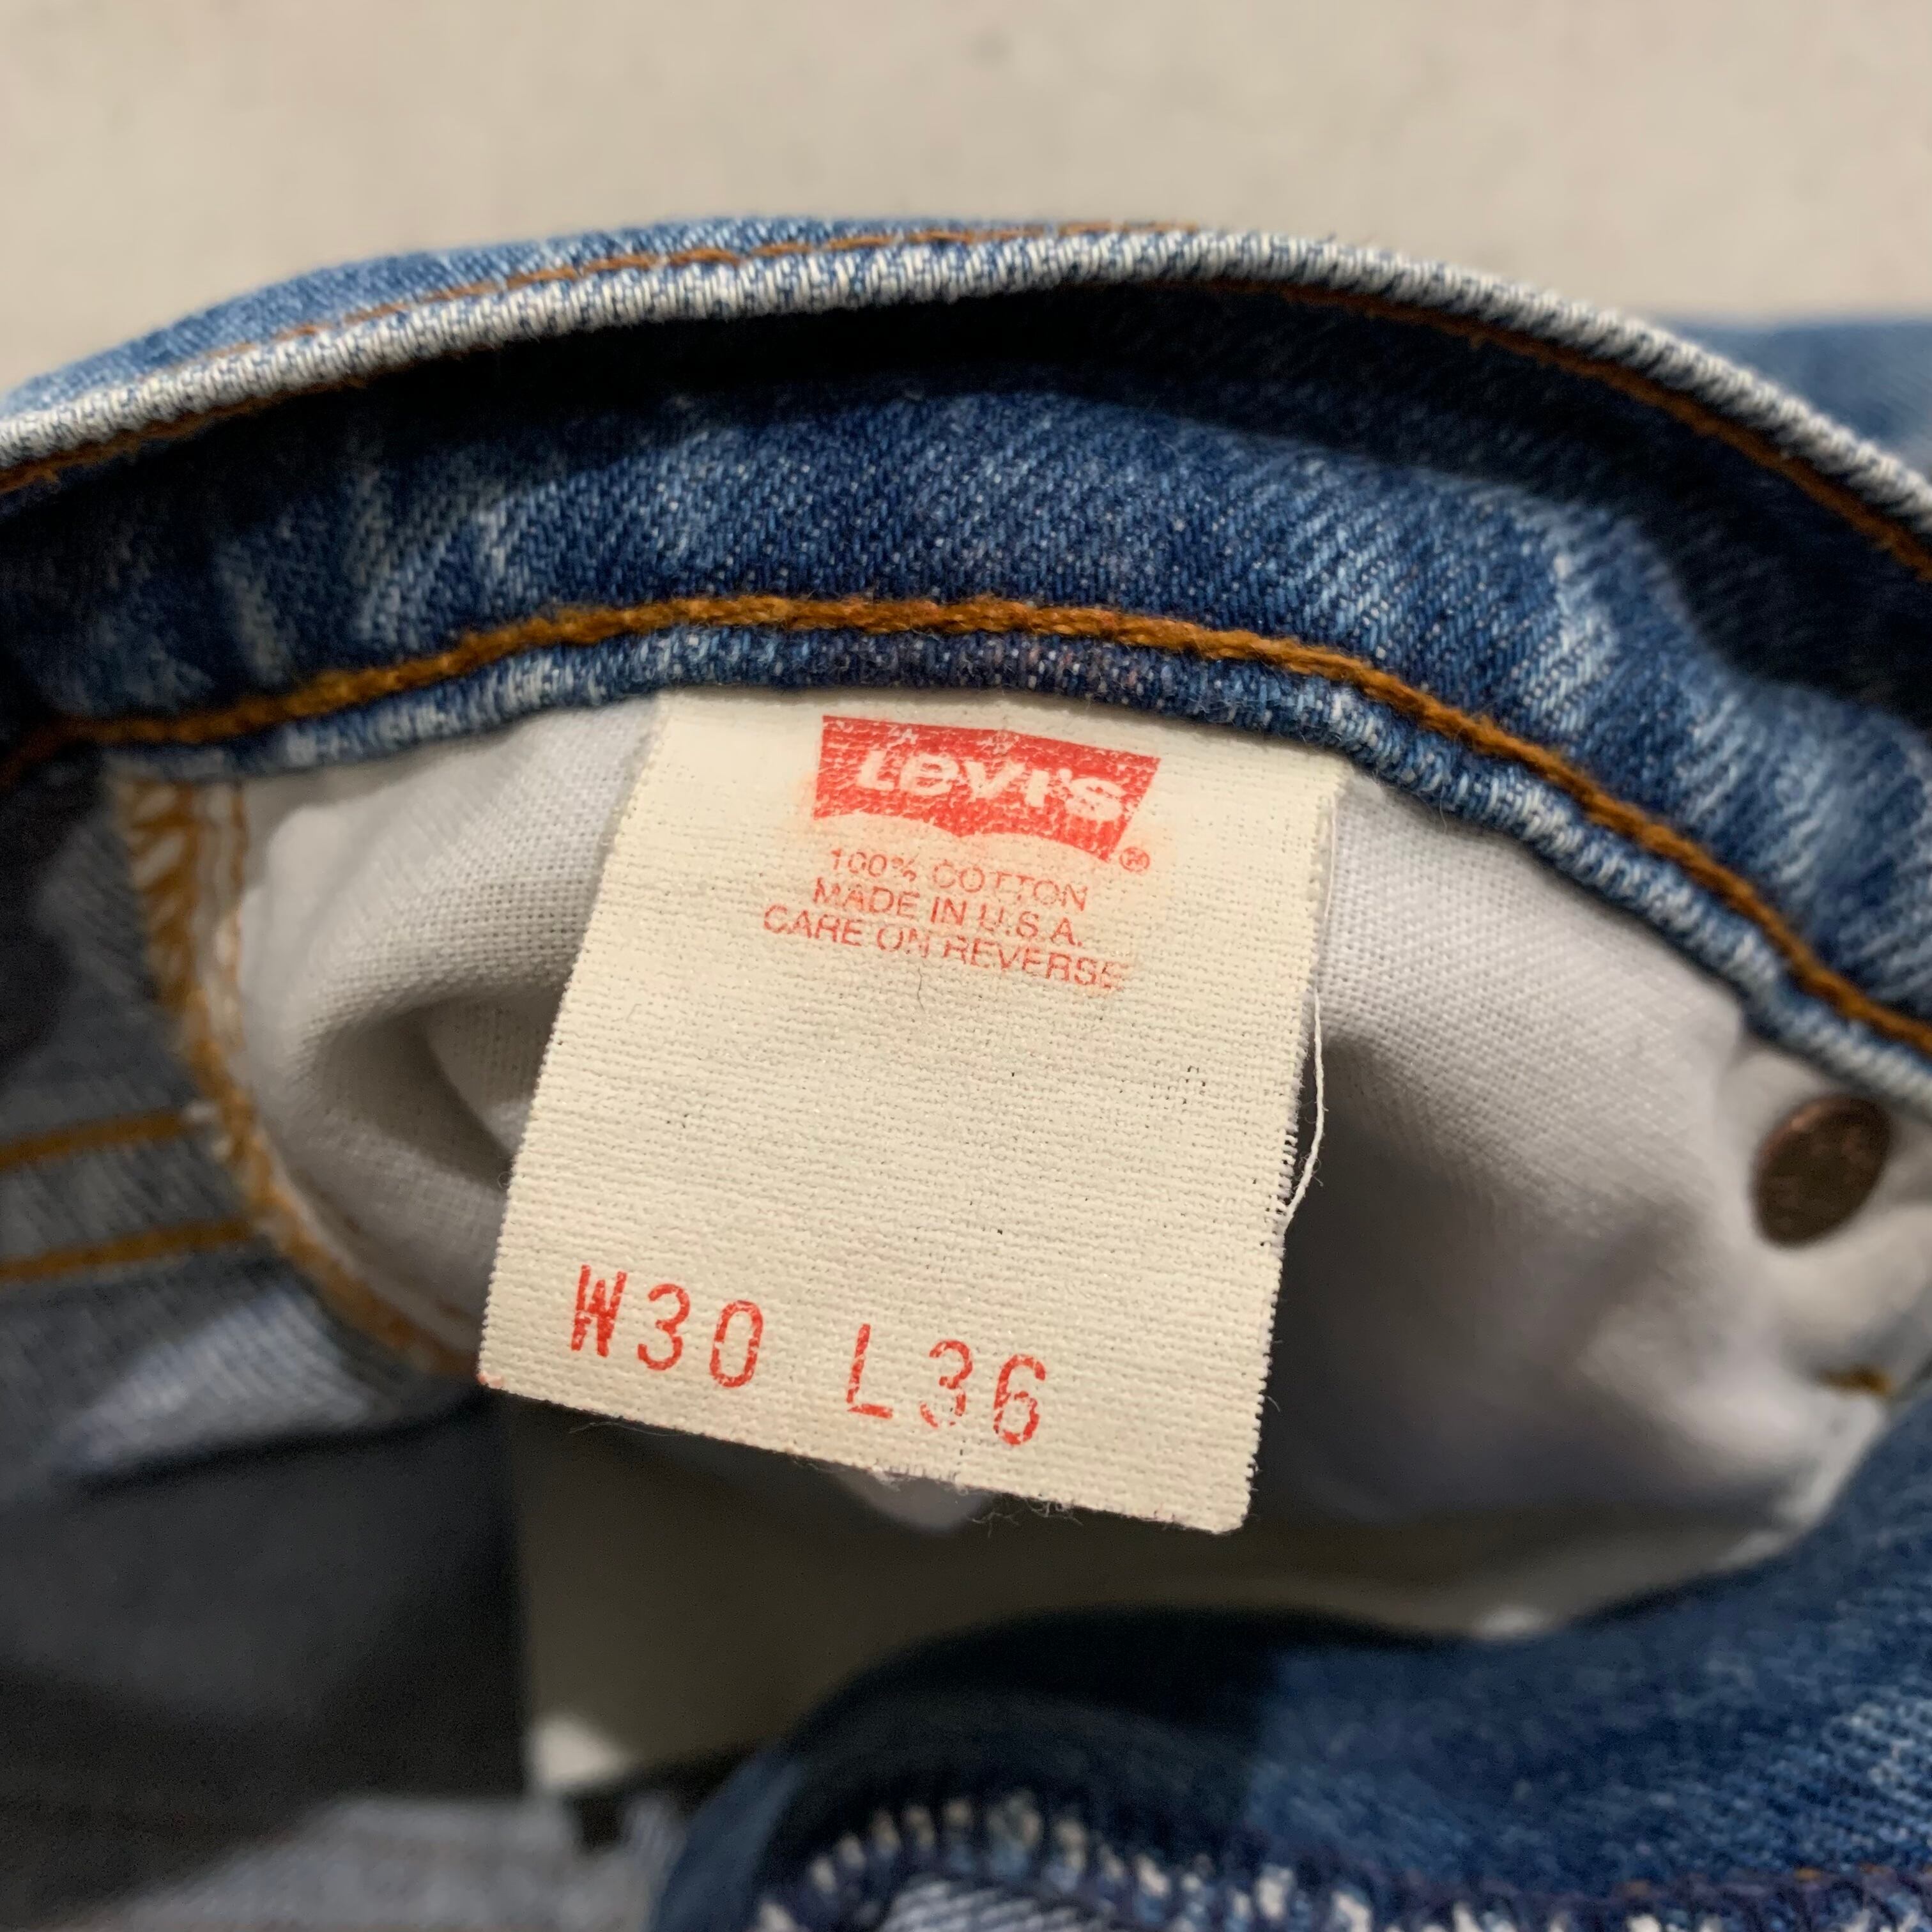 Levi's ®
100% COTTON
MADE IN U.S.A.
CARE ON REVERSE
W30 L36